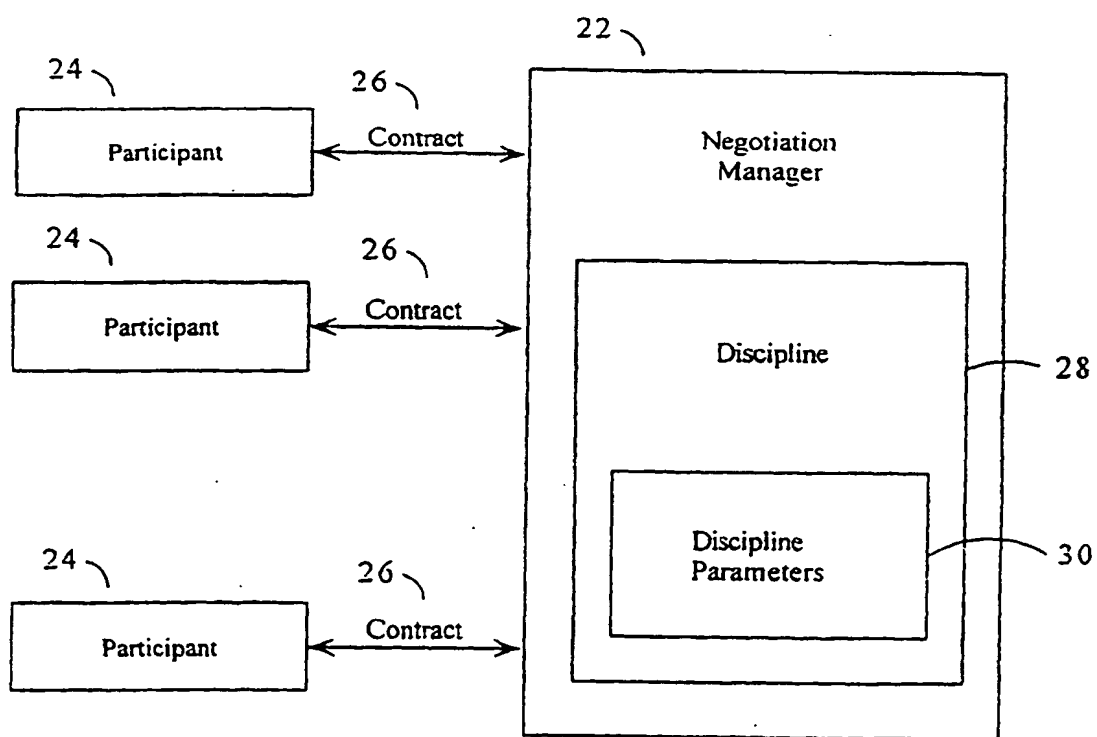 22
24
26
Contract
Participant
Negotiation
Manager
24
26
Contract
Participant
Discipline
28
Discipline
Parameters
30
24
26
Contract
Participant